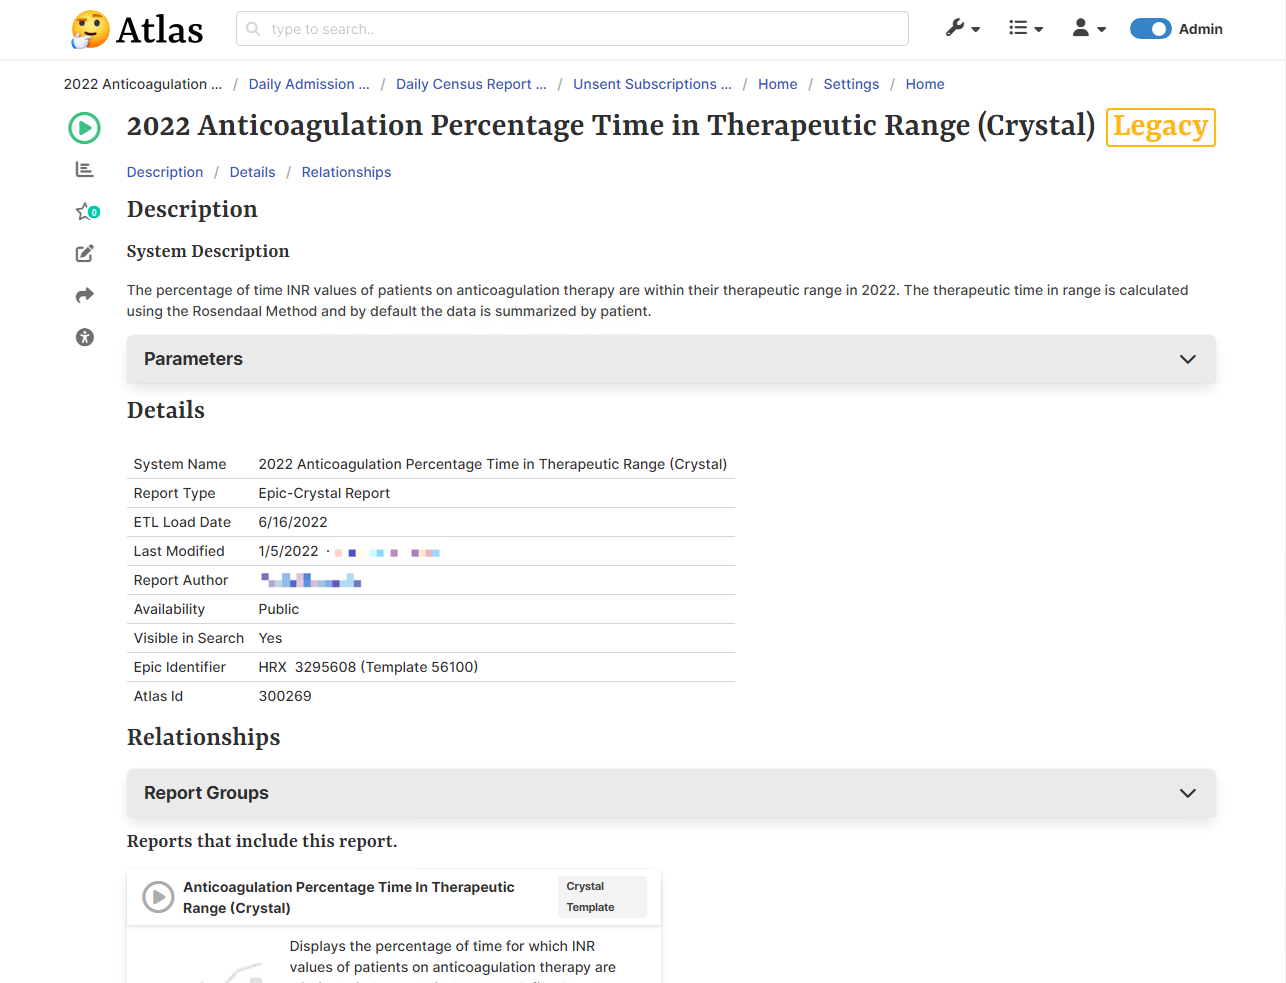 Atlas
type to search..
Admin
2022 Anticoagulation ... / Daily Admission ... / Daily Census Report ... / Unsent Subscriptions ... / Home / Settings / Home
2022 Anticoagulation Percentage Time in Therapeutic Range (Crystal) Legacy
Description / Details / Relationships
0
Description
System Description
The percentage of time INR values of patients on anticoagulation therapy are within their therapeutic range in 2022. The therapeutic time in range is calculated
using the Rosendaal Method and by default the data is summarized by patient.
Parameters
Details
System Name 2022 Anticoagulation Percentage Time in Therapeutic Range (Crystal)
Report Type Epic-Crystal Report
ETL Load Date 6/16/2022
Last Modified 1/5/2022 ·
Report Author
Availability Public
Visible in Search Yes
Epic Identifier HRX 3295608 (Template 56100)
Atlas Id 300269
Relationships
Report Groups
Reports that include this report.
Anticoagulation Percentage Time In Therapeutic
Range (Crystal)
Crystal
Template
Displays the percentage of time for which INR
values of patients on anticoagulation therapy are